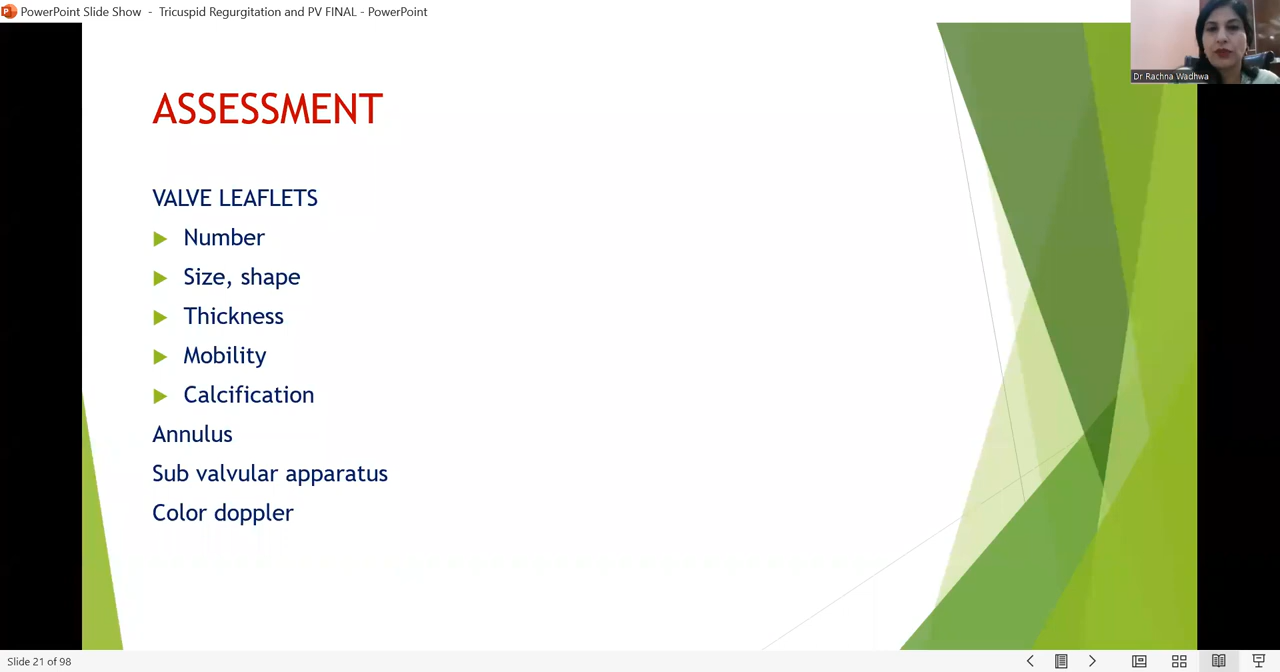 PowerPoint Slide Show - Tricuspid Regurgitation and PV FINAL - PowerPoint
Dr Rachna Wadhwa
ASSESSMENT
VALVE LEAFLETS
Number
Size, shape
Thickness
Mobility
Calcification
Annulus
Sub valvular apparatus
Color doppler
Slide 21 of 98